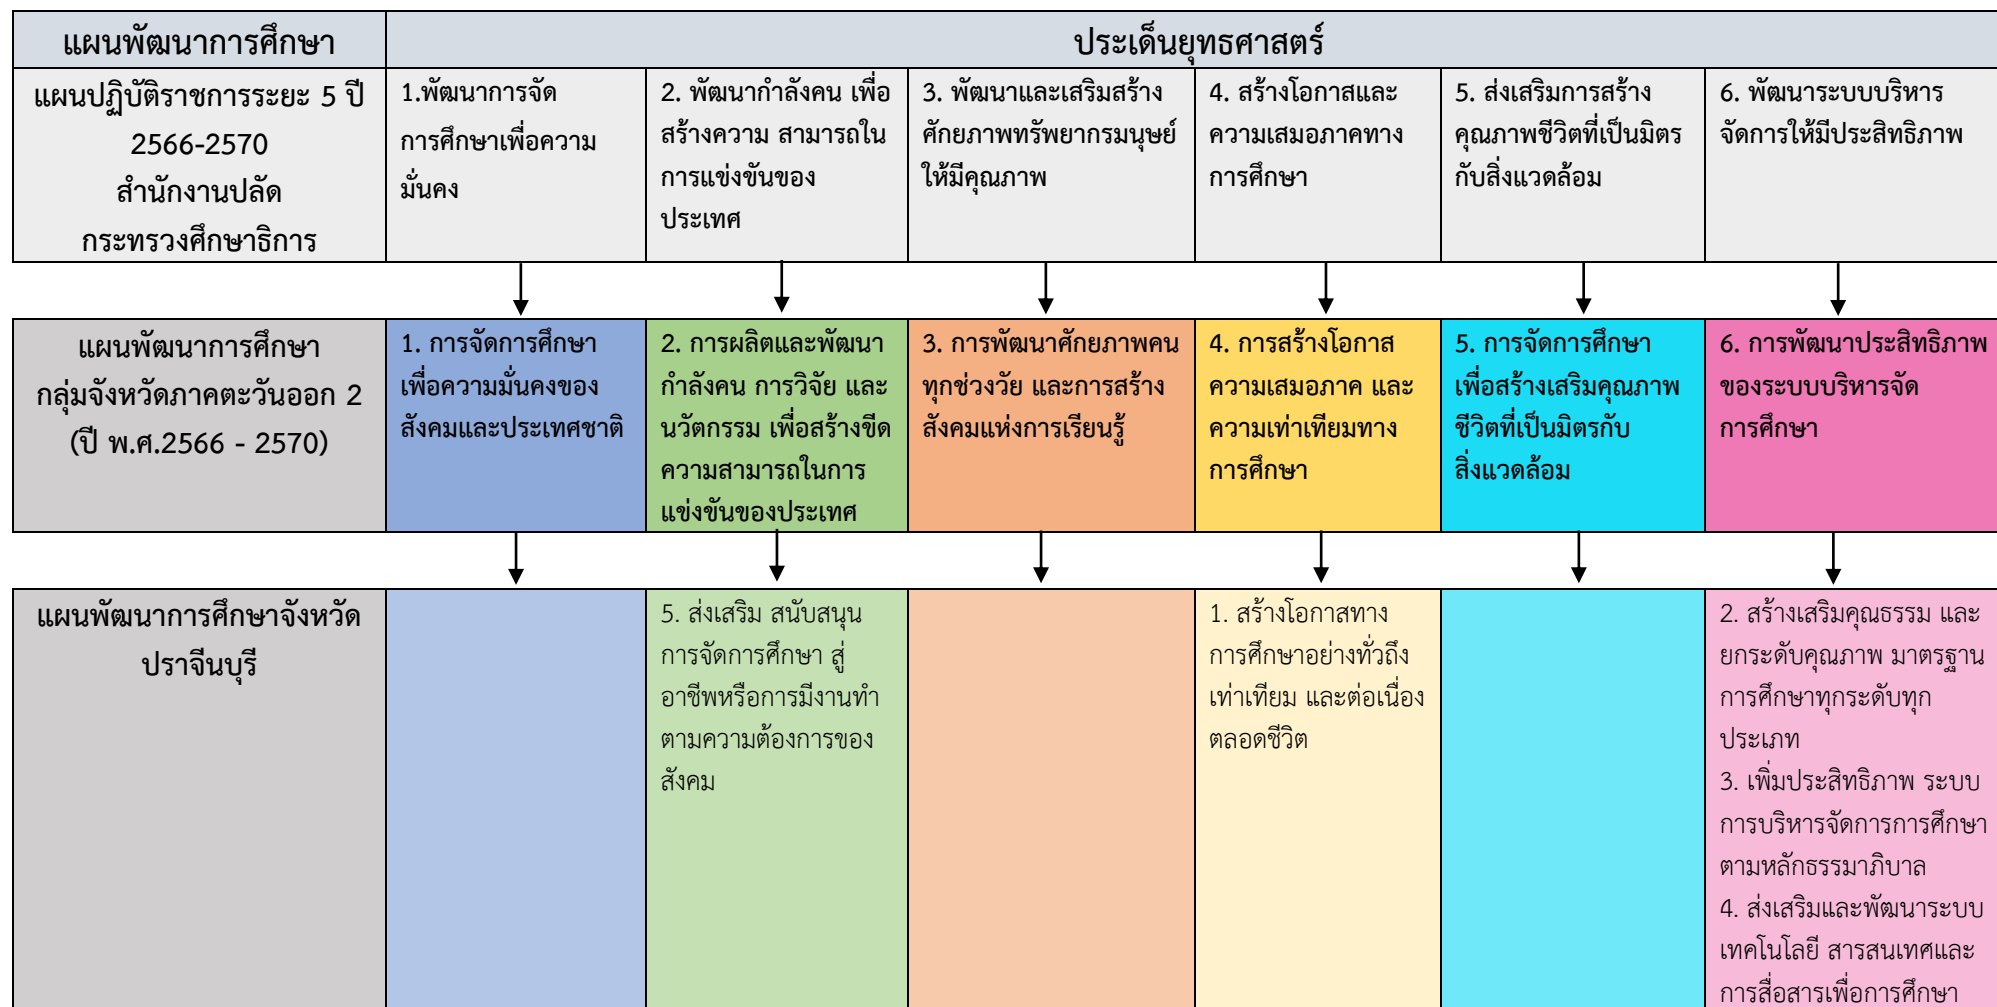 แผนพัฒนาการศึกษา
ประเด็นยุทธศาสตร์
แผนปฏิบัติราชการระยะ 5 ปี
2566-2570
สำนักงานปลัด
กระทรวงศึกษาธิการ
1.พัฒนาการจัด
การศึกษาเพื่อความ
มั่นคง
2. พัฒนากำลังคน เพื่อ
สร้างความ สามารถใน
การแข่งขันของ
ประเทศ
3. พัฒนาและเสริมสร้าง
ศักยภาพทรัพยากรมนุษย์
ให้มีคุณภาพ
4. สร้างโอกาสและ
ความเสมอภาคทาง
การศึกษา
5. ส่งเสริมการสร้าง
คุณภาพชีวิตที่เป็นมิตร
กับสิ่งแวดล้อม
6. พัฒนาระบบบริหาร
จัดการให้มีประสิทธิภาพ
แผนพัฒนาการศึกษา
กลุ่มจังหวัดภาคตะวันออก 2
(ปี พ.ศ.2566 - 2570)
1. การจัดการศึกษา
เพื่อความมั่นคงของ
สังคมและประเทศชาติ
2. การผลิตและพัฒนา
กำลังคน การวิจัย และ
นวัตกรรม เพื่อสร้างขีด
ความสามารถในการ
แข่งขันของประเทศ
3. การพัฒนาศักยภาพคน
ทุกช่วงวัย และการสร้าง
สังคมแห่งการเรียนรู้
4. การสร้างโอกาส
ความเสมอภาค และ
ความเท่าเทียมทาง
การศึกษา
5. การจัดการศึกษา
เพื่อสร้างเสริมคุณภาพ
ชีวิตที่เป็นมิตรกับ
สิ่งแวดล้อม
6. การพัฒนาประสิทธิภาพ
ของระบบบริหารจัด
การศึกษา
แผนพัฒนาการศึกษาจังหวัด
ปราจีนบุรี
5. ส่งเสริม สนับสนุน
การจัดการศึกษา สู่
อาชีพหรือการมีงานทำ
ตามความต้องการของ
สังคม
1. สร้างโอกาสทาง
การศึกษาอย่างทั่วถึง
เท่าเทียม และต่อเนื่อง
ตลอดชีวิต
2. สร้างเสริมคุณธรรม และ
ยกระดับคุณภาพ มาตรฐาน
การศึกษาทุกระดับทุก
ประเภท
3. เพิ่มประสิทธิภาพ ระบบ
การบริหารจัดการการศึกษา
ตามหลักธรรมาภิบาล
4. ส่งเสริมและพัฒนาระบบ
เทคโนโลยี สารสนเทศและ
การสื่อสารเพื่อการศึกษา